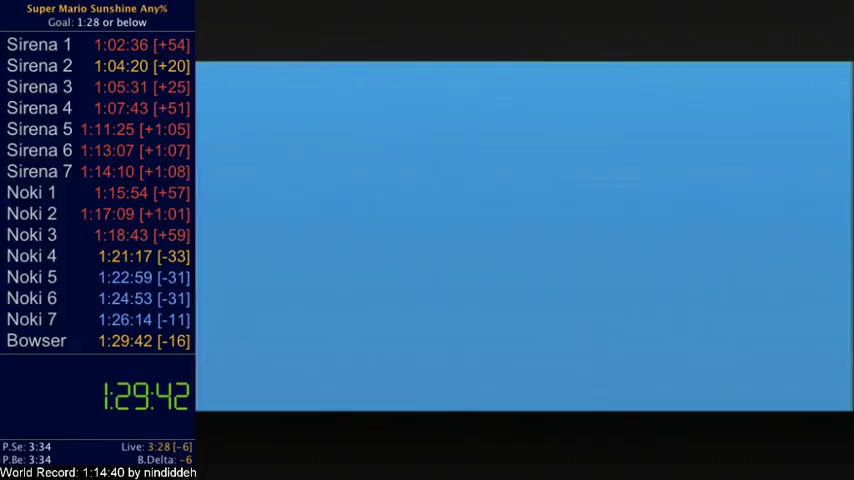 Super Mario Sunshine Any%
Goal: 1:28 or below
Sirena 1 1:02:36 [+54]
Sirena 2 1:04:20 [+20]
Sirena 3 1:05:31 [+25]
Sirena 4 1:07:43 [+51]
Sirena 5 1:11:25 [+1:05]
Sirena 6 1:13:07 [+1:07]
Sirena 7 1:14:10 [+1:08]
Noki 1 1:15:54 [+57]
Noki 2 1:17:09 [+1:01]
Noki 3 1:18:43 [+59]
Noki 4 1:21:17 [-33]
Noki 5 1:22:59 [-31]
Noki 6 1:24:53 [-31]
Noki 7 1:26:14 [-11]
Bowser 1:29:42 [-16]
1:29:42
P.Se: 3:34 Live: 3:28 [-6]
P.Be: 3:34 B.Delta: -6
World Record: 1:14:40 by nindiddeh